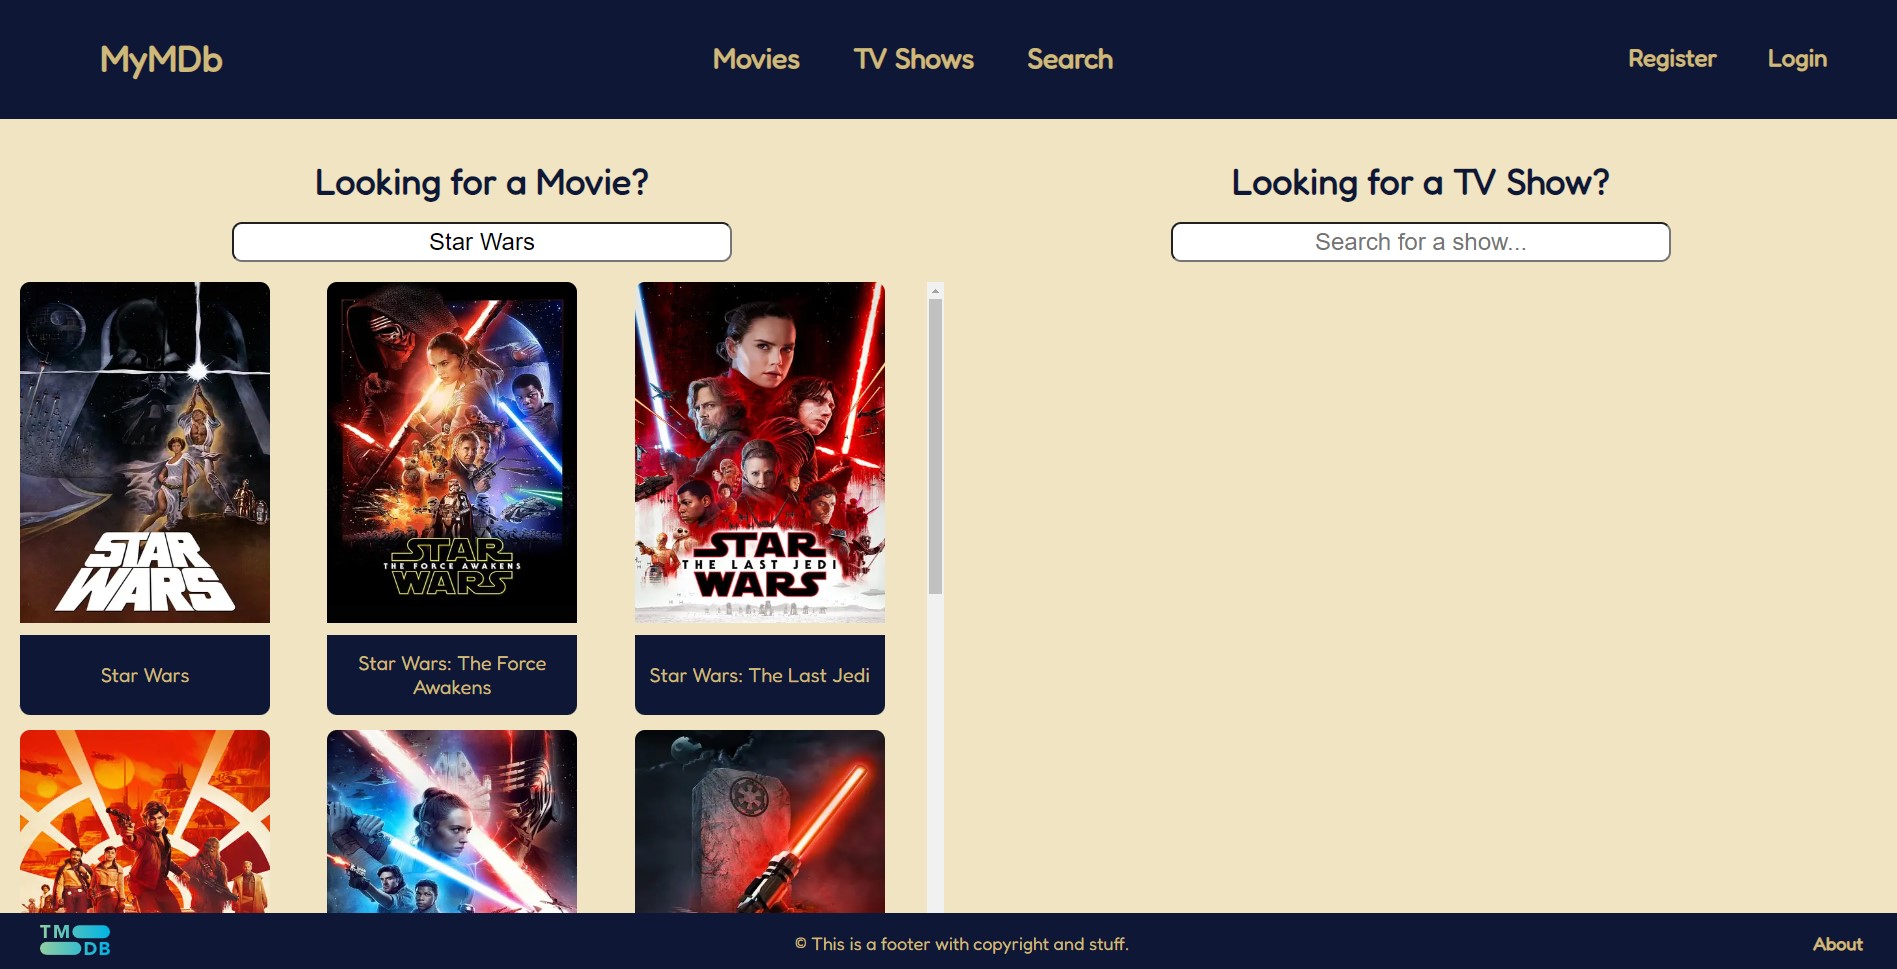 MyMDb
Movies
TV Shows
Search
Register
Login
Looking for a Movie?
Star Wars
Looking for a TV Show?
Search for a show...
STAR
WARS
STAR
THE FORCE AWAKENS
WARS
STAR
THE LAST JEDI
WARS
Star Wars
Star Wars: The Force
Awakens
Star Wars: The Last Jedi
TM
DB
© This is a footer with copyright and stuff.
About